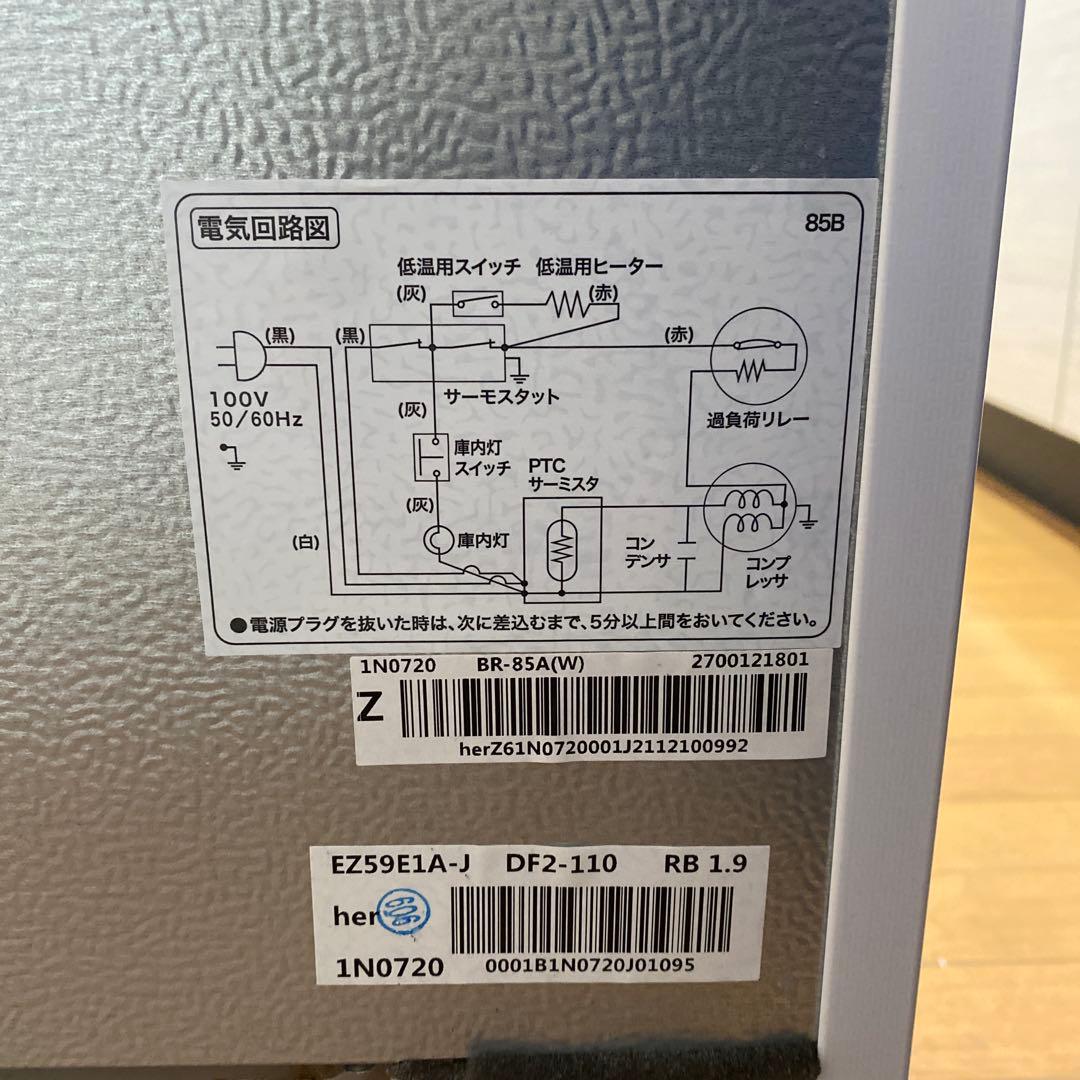 電気回路図
85B
低温用スイッチ 低温用ヒーター
(灰) (赤)
(黒) (黒) (赤)
100V
50/60Hz
サーモスタット
(灰)
過負荷リレー
庫内灯
スイッチ
PTC
サーミスタ
(灰)
(白)
庫内灯
コン
デンサ
コンプ
レッサ
●電源プラグを抜いた時は、次に差込むまで、5分以上間をおいてください。
1N0720 BR-85A(W) 2700121801
Z
herZ61N0720001J2112100992
EZ59E1A-J DF2-110 RB 1.9
her 606
1N0720 0001B1N0720J01095